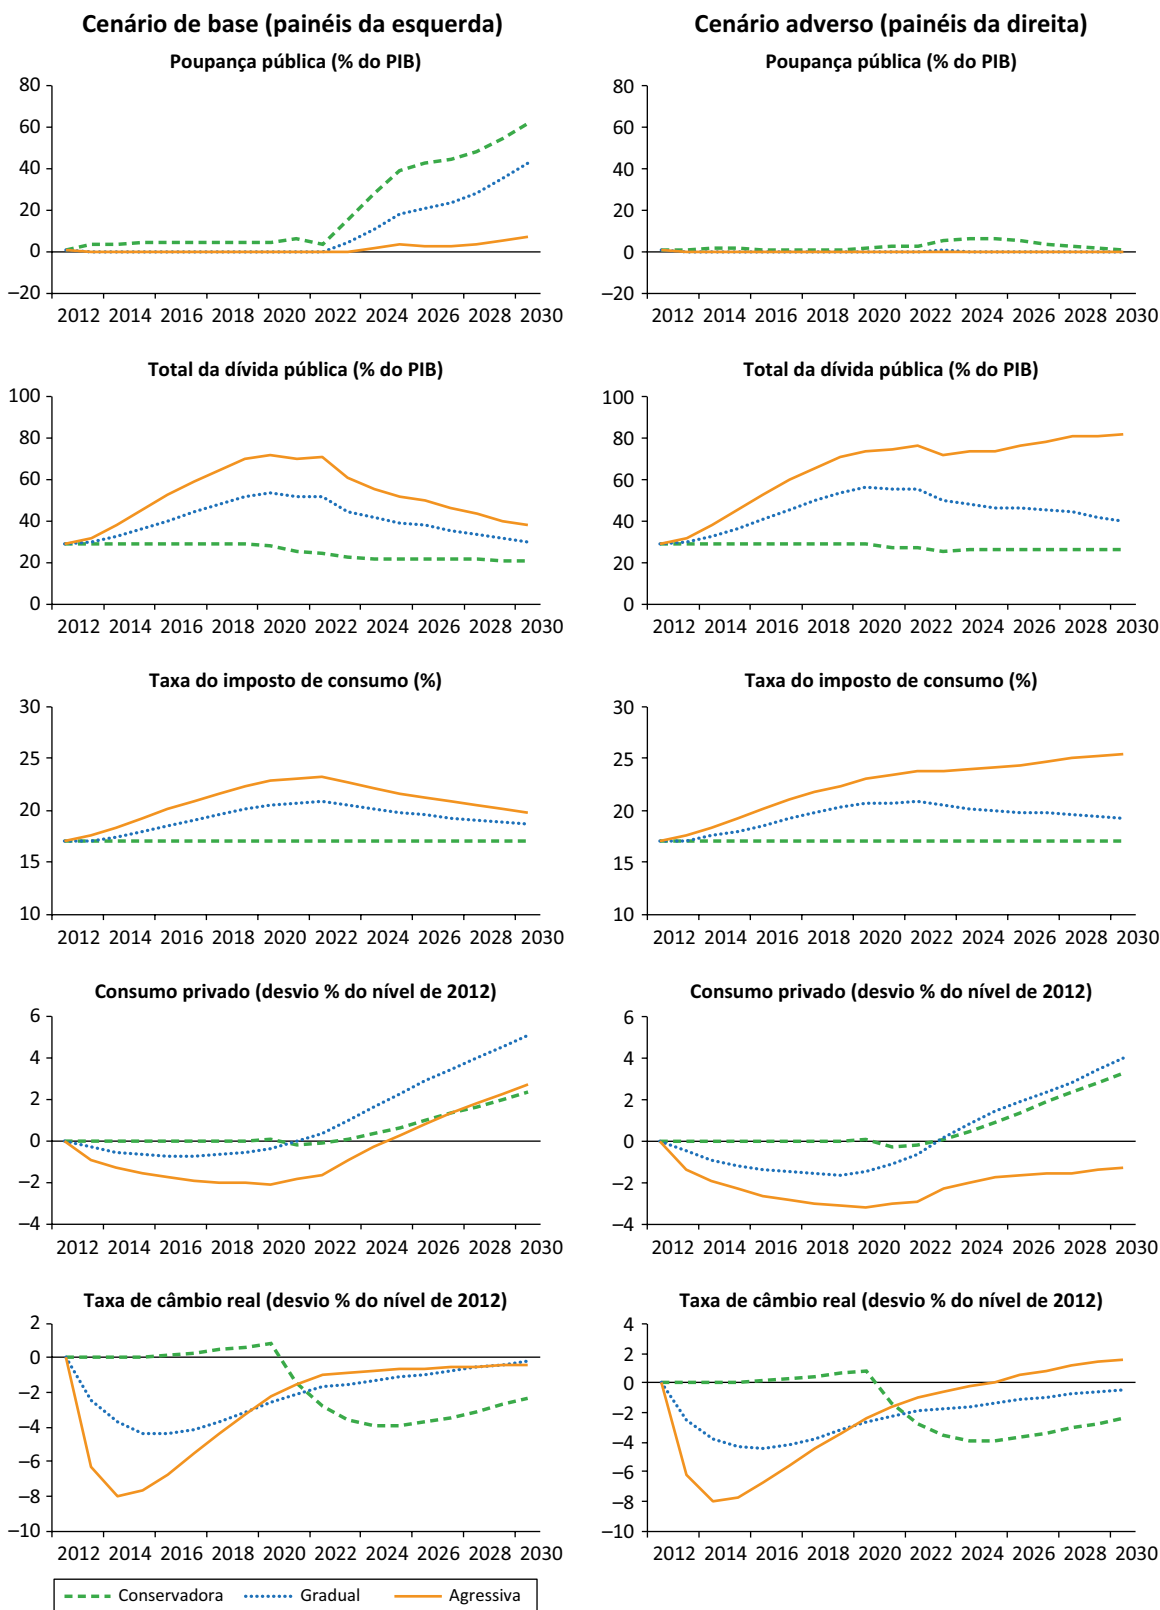 Cenário de base (painéis da esquerda)
Poupança pública (% do PIB)
80
60
40
20
0
–20
2012 2014 2016 2018 2020 2022 2024 2026 2028 2030
Total da dívida pública (% do PIB)
100
80
60
40
20
0
2012 2014 2016 2018 2020 2022 2024 2026 2028 2030
Taxa do imposto de consumo (%)
30
25
20
15
10
2012 2014 2016 2018 2020 2022 2024 2026 2028 2030
Consumo privado (desvio % do nível de 2012)
6
4
2
0
–2
–4
2012 2014 2016 2018 2020 2022 2024 2026 2028 2030
Taxa de câmbio real (desvio % do nível de 2012)
2
0
–2
–4
–6
–8
–10
2012 2014 2016 2018 2020 2022 2024 2026 2028 2030
Cenário adverso (painéis da direita)
Poupança pública (% do PIB)
80
60
40
20
0
–20
2012 2014 2016 2018 2020 2022 2024 2026 2028 2030
Total da dívida pública (% do PIB)
100
80
60
40
20
0
2012 2014 2016 2018 2020 2022 2024 2026 2028 2030
Taxa do imposto de consumo (%)
30
25
20
15
10
2012 2014 2016 2018 2020 2022 2024 2026 2028 2030
Consumo privado (desvio % do nível de 2012)
6
4
2
0
–2
–4
2012 2014 2016 2018 2020 2022 2024 2026 2028 2030
Taxa de câmbio real (desvio % do nível de 2012)
4
2
0
–2
–4
–6
–8
–10
2012 2014 2016 2018 2020 2022 2024 2026 2028 2030
Conservadora Gradual Agressiva